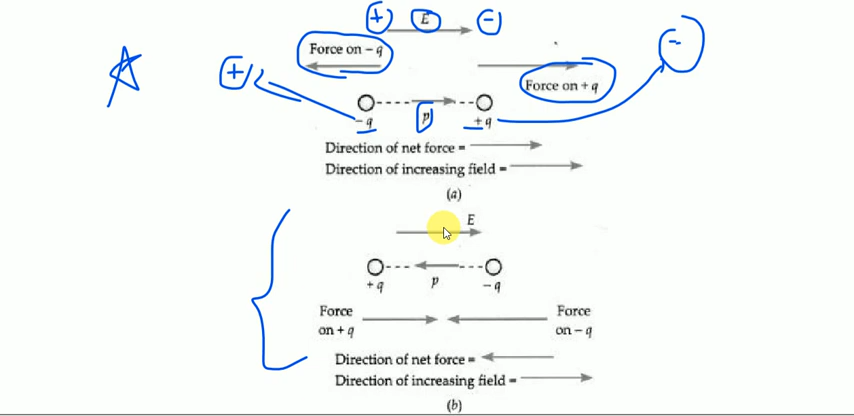 + E -
Force on - q
-
+
Force on + q
- q p + q
Direction of net force =
Direction of increasing field =
(a)
E
+ q p - q
Force Force
on + q on - q
Direction of net force =
Direction of increasing field =
(b)